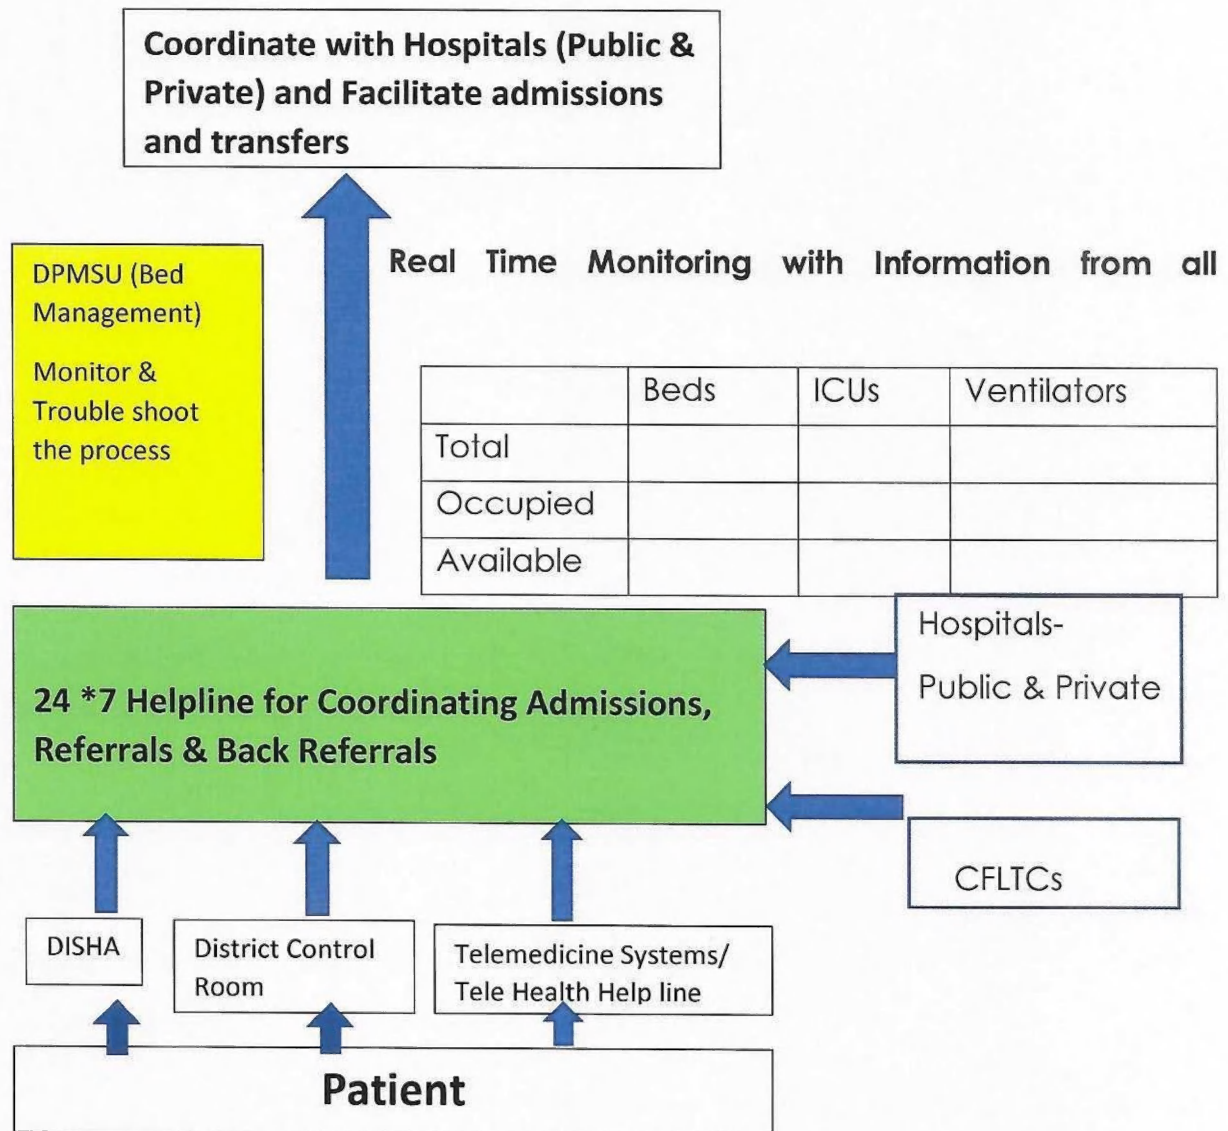 Coordinate with Hospitals (Public &
Private) and Facilitate admissions
and transfers
DPMSU (Bed
Management)
Monitor &
Trouble shoot
the process
Real Time Monitoring with Information from all
Beds ICUs Ventilators
Total
Occupied
Available
24 *7 Helpline for Coordinating Admissions,
Referrals & Back Referrals
Hospitals-
Public & Private
CFLTCs
DISHA
District Control
Room
Telemedicine Systems/
Tele Health Help line
Patient